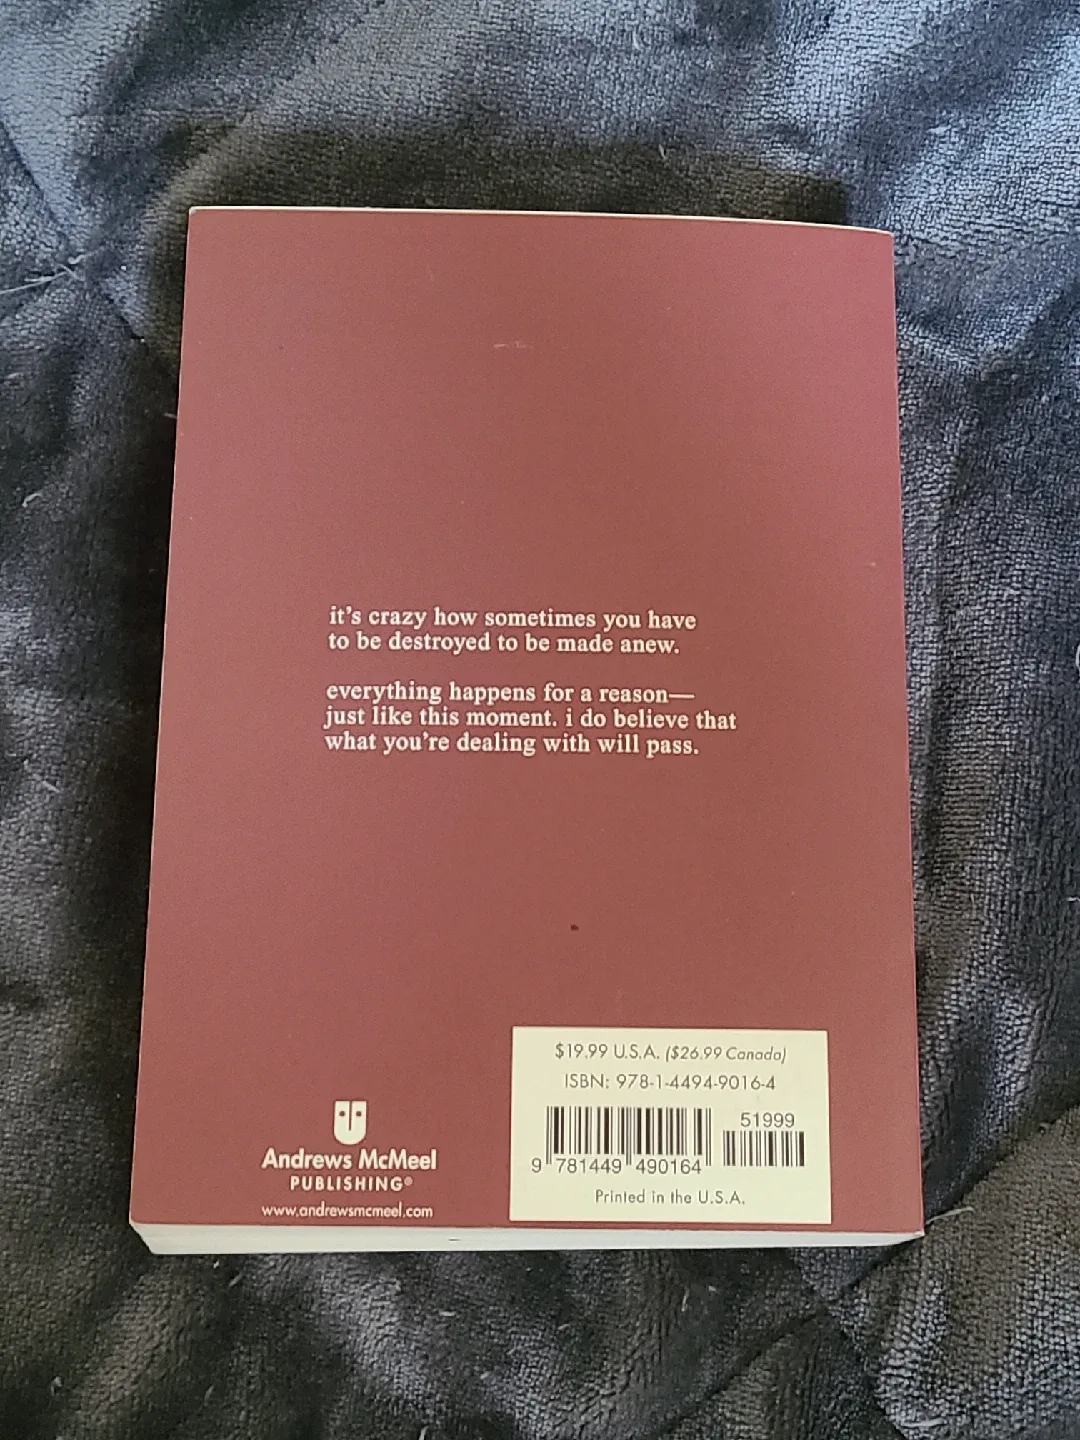 it's crazy how sometimes you have
to be destroyed to be made anew.
everything happens for a reason—
just like this moment. i do believe that
what you're dealing with will pass.
Andrews McMeel
PUBLISHING®
www.andrewsmcmeel.com
$19.99 U.S.A. ($26.99 Canada)
ISBN: 978-1-4494-9016-4
51999
9 781449 490164
Printed in the U.S.A.